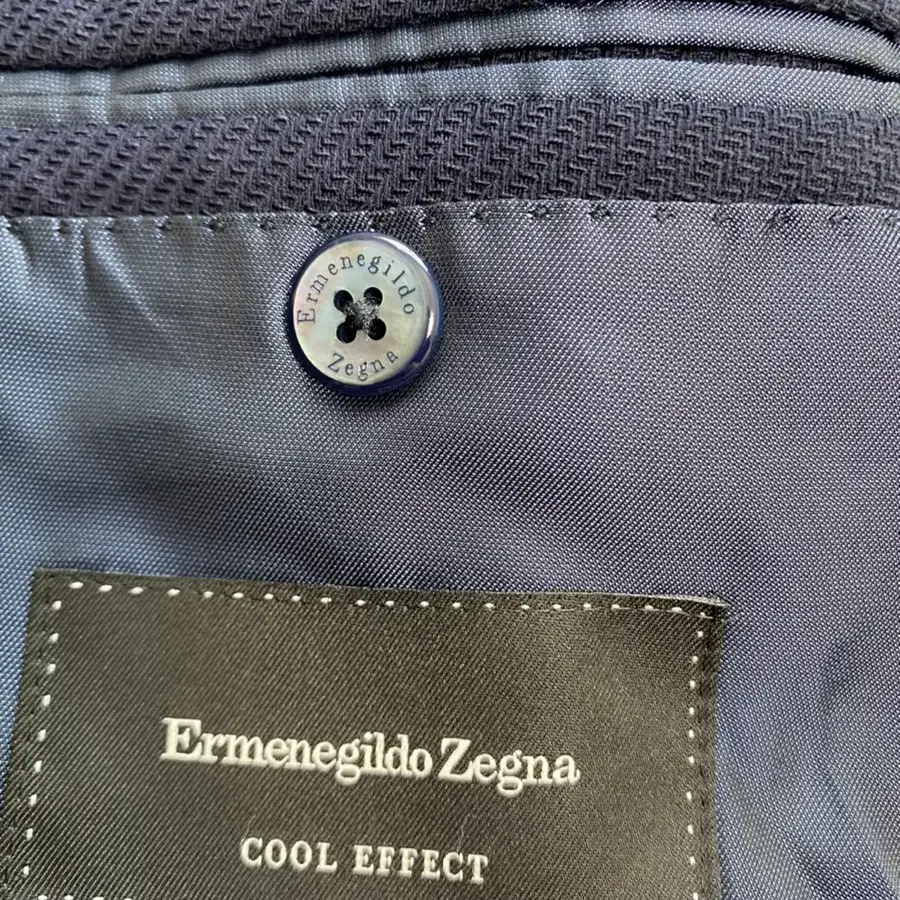 Ermenegildo
Zegna
Ermenegildo Zegna
COOL EFFECT